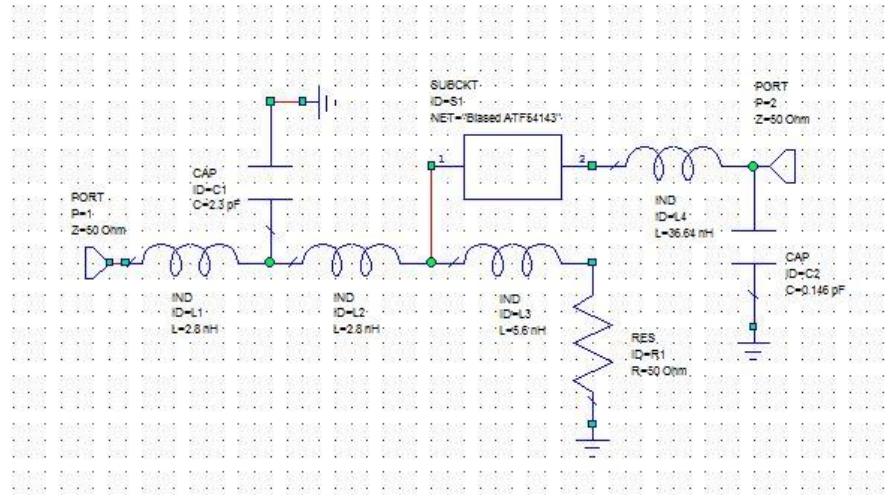 SUBCKT
ID=S1
NET="Biased ATF54143"
PORT
P=2
Z=50 Ohm
1
2
CAP
ID=C1
C=2.3 pF
PORT
P=1
Z=50 Ohm
IND
ID=L4
L=36.64 nH
CAP
ID=C2
C=0.146 pF
IND
ID=L1
L=2.8 nH
IND
ID=L2
L=2.8 nH
IND
ID=L3
L=5.6 nH
RES
ID=R1
R=50 Ohm